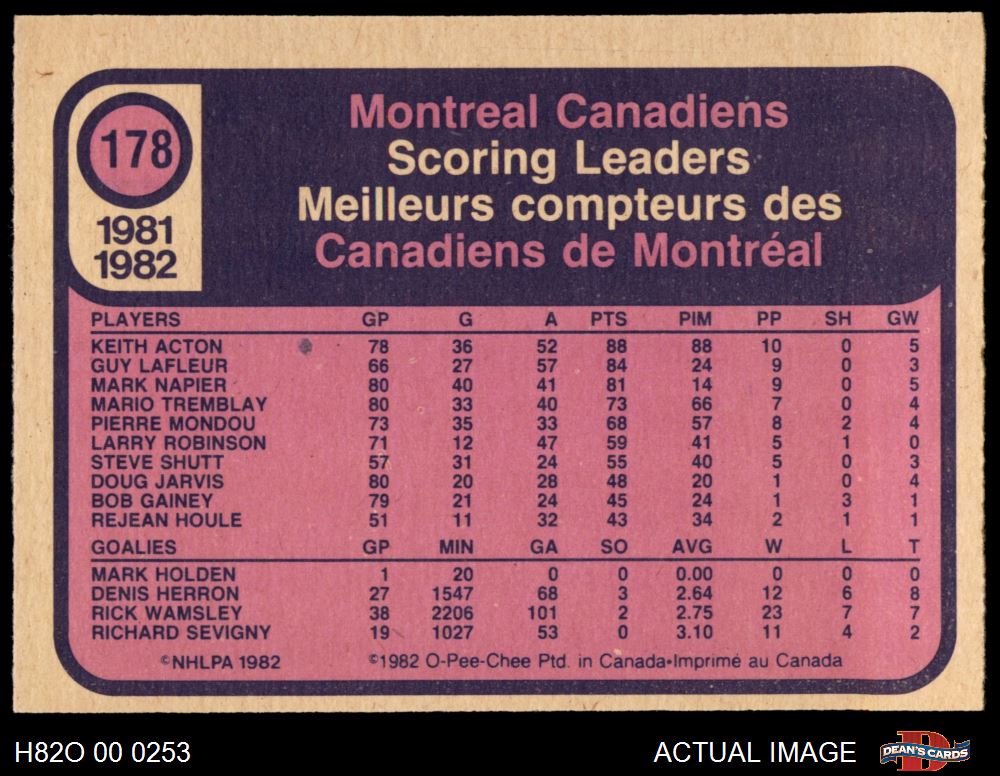 178
1981
1982
Montreal Canadiens
Scoring Leaders
Meilleurs compteurs des
Canadiens de Montréal
PLAYERS GP G A PTS PIM PP SH GW
KEITH ACTON 78 36 52 88 88 10 0 5
GUY LAFLEUR 66 27 57 84 24 9 0 3
MARK NAPIER 80 40 41 81 14 9 0 5
MARIO TREMBLAY 80 33 40 73 66 7 0 4
PIERRE MONDOU 73 35 33 68 57 8 2 4
LARRY ROBINSON 71 12 47 59 41 5 1 0
STEVE SHUTT 57 31 24 55 40 5 0 3
DOUG JARVIS 80 20 28 48 20 1 0 4
BOB GAINEY 79 21 24 45 24 1 3 1
REJEAN HOULE 51 11 32 43 34 2 1 1
GOALIES GP MIN GA SO AVG W L T
MARK HOLDEN 1 20 0 0 0.00 0 0 0
DENIS HERRON 27 1547 68 3 2.64 12 6 8
RICK WAMSLEY 38 2206 101 2 2.75 23 7 7
RICHARD SEVIGNY 19 1027 53 0 3.10 11 4 2
©NHLPA 1982 ©1982 O-Pee-Chee Ptd. in Canada•Imprimé au Canada
H82O 00 0253 ACTUAL IMAGE DEAN'S CARDS